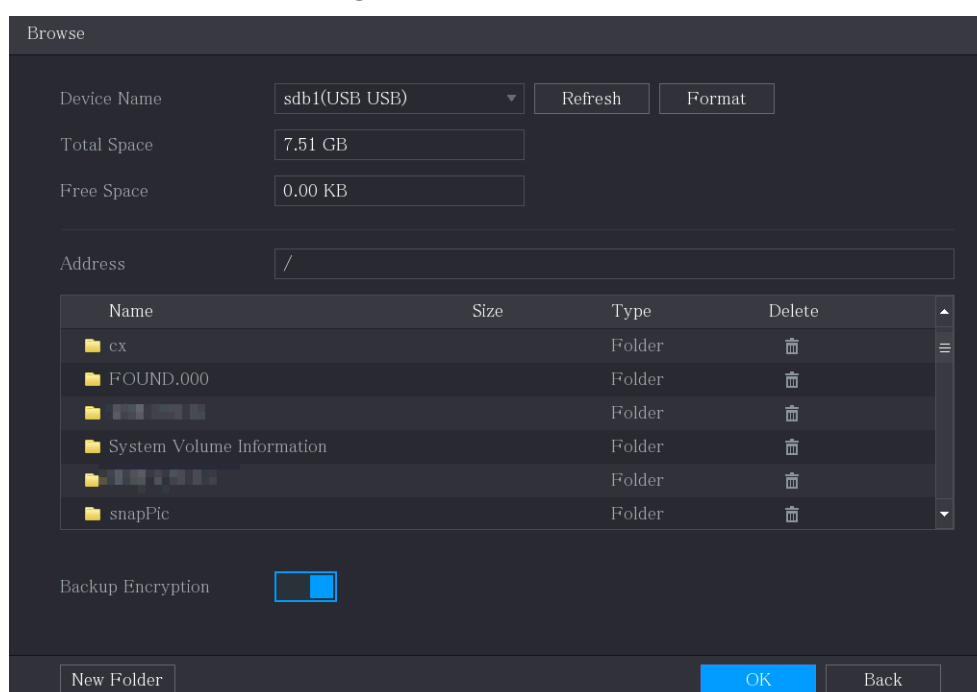 Browse
Device Name sdb1(USB USB) Refresh Format
Total Space 7.51 GB
Free Space 0.00 KB
Address /
Name Size Type Delete
cx Folder
FOUND.000 Folder
Folder
System Volume Information Folder
Folder
snapPic Folder
Backup Encryption
New Folder OK Back